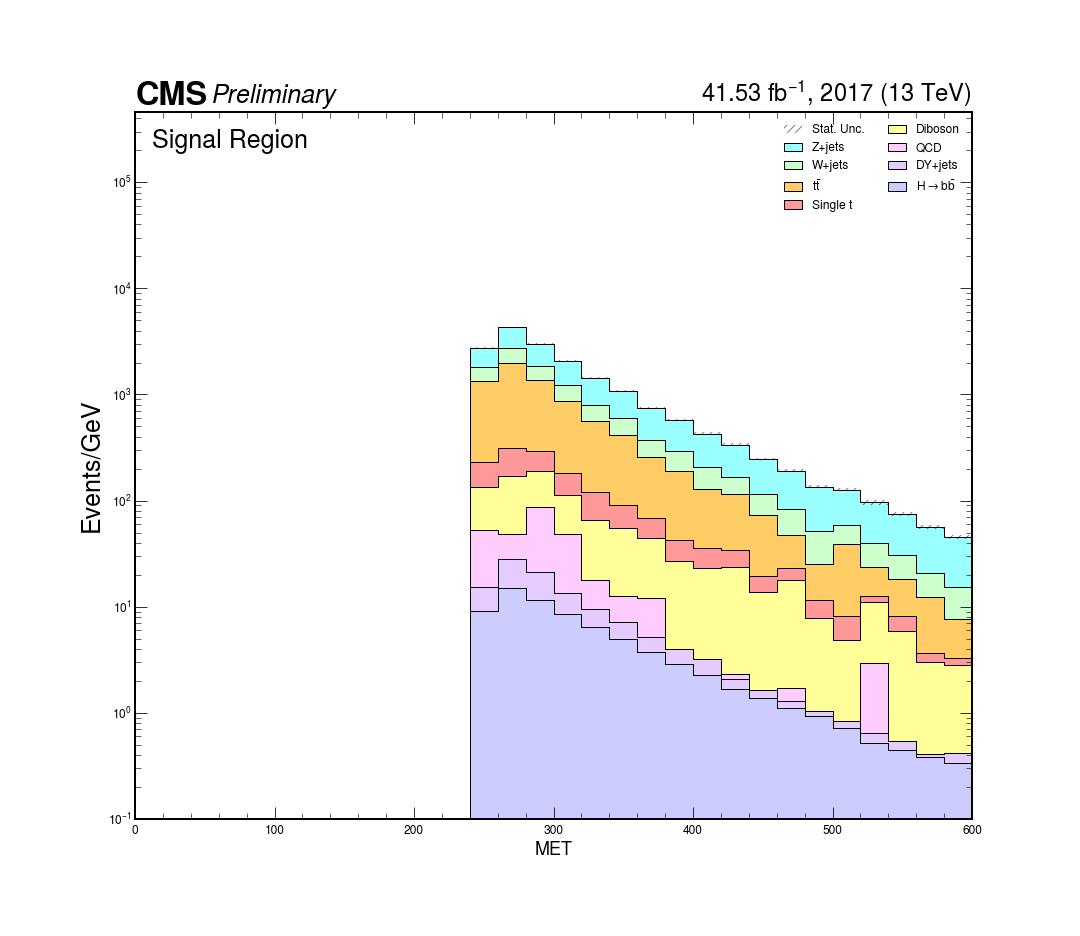 CMS Preliminary
41.53 fb⁻¹, 2017 (13 TeV)
Signal Region
Stat. Unc.
Z+jets
W+jets
tt̄
Single t
Diboson
QCD
DY+jets
H→bb̄
Events/GeV
10⁵
10⁴
10³
10²
10¹
10⁰
10⁻¹
0 100 200 300 400 500 600
MET